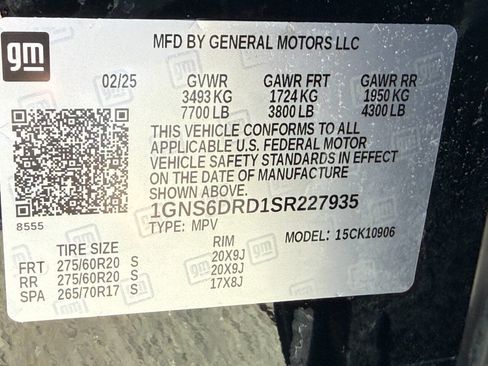 gm
MFD BY GENERAL MOTORS LLC
02/25 GVWR GAWR FRT GAWR RR
3493 KG 1724 KG 1950 KG
7700 LB 3800 LB 4300 LB
THIS VEHICLE CONFORMS TO ALL
APPLICABLE U.S. FEDERAL MOTOR
VEHICLE SAFETY STANDARDS IN EFFECT
ON THE DATE OF MANUFACTURE
SHOWN ABOVE.
1GNS6DRD1SR227935
8555 TYPE: MPV MODEL: 15CK10906
TIRE SIZE RIM
FRT 275/60R20 S 20X9J
RR 275/60R20 S 20X9J
SPA 265/70R17 S 17X8J